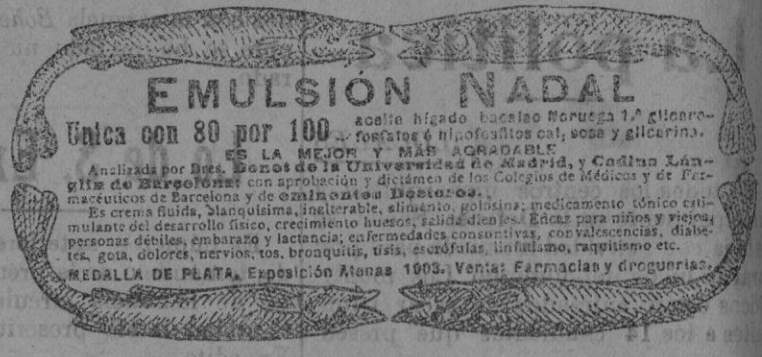 EMULSIÓN NADAL
Unica con 80 por 100 aceite hígado bacalao Noruega 1.ª glicero-
fosfatos é hipofosfitos cal, sosa y glicerina.
ES LA MEJOR Y MÁS AGRADABLE
Analizada por Dres. Bonet de la Universidad de Madrid, y Codina Län-
glin de Barcelona: con aprobación y dictámen de los Colegios de Médicos y de Far-
macéuticos de Barcelona y de eminentes Doctores.
Es crema fluida, blanquísima, inalterable, alimento, golosina; medicamento tónico esti-
mulante del desarrollo físico, crecimiento huesos, salida dientes. Eficaz para niños y viejos,
personas débiles, embarazo y lactancia; enfermedades consuntivas, convalescencias, diabe-
tes, gota, dolores, nervios, tos, bronquitis, tisis, escrófulas, linfatismo, raquitismo etc.
MEDALLA DE PLATA, Exposición Atenas 1903. Venta: Farmacias y droguerías.